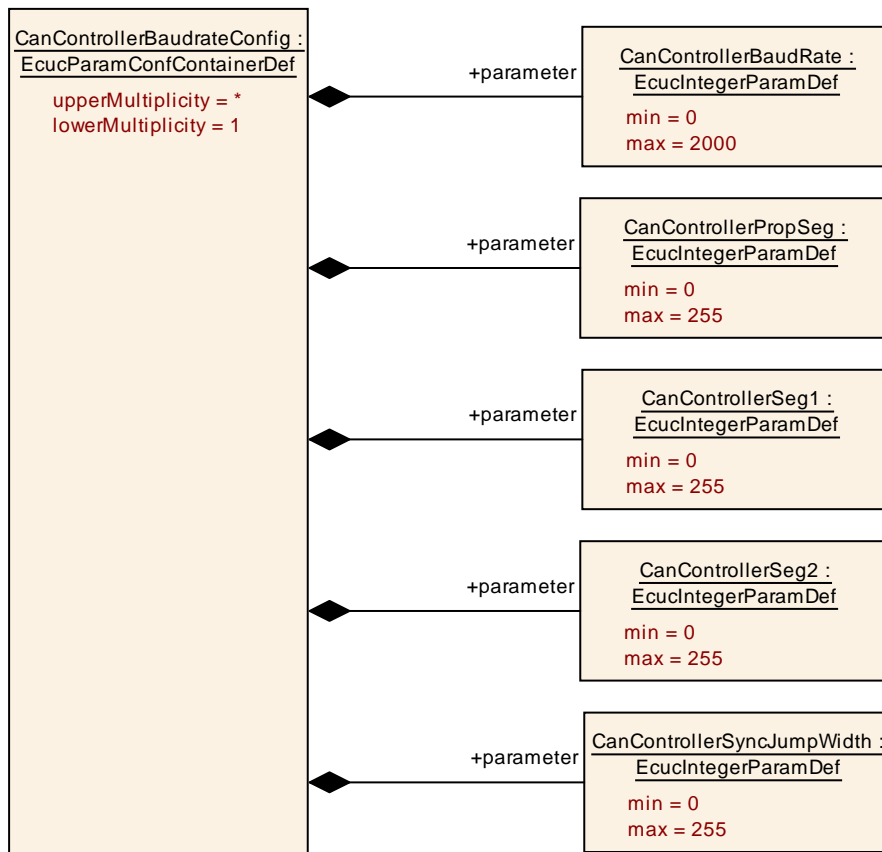 CanControllerBaudrateConfig :
EcucParamConfContainerDef
upperMultiplicity = *
lowerMultiplicity = 1
+parameter
CanControllerBaudRate :
EcucIntegerParamDef
min = 0
max = 2000
+parameter
CanControllerPropSeg :
EcucIntegerParamDef
min = 0
max = 255
+parameter
CanControllerSeg1 :
EcucIntegerParamDef
min = 0
max = 255
+parameter
CanControllerSeg2 :
EcucIntegerParamDef
min = 0
max = 255
+parameter
CanControllerSyncJumpWidth :
EcucIntegerParamDef
min = 0
max = 255